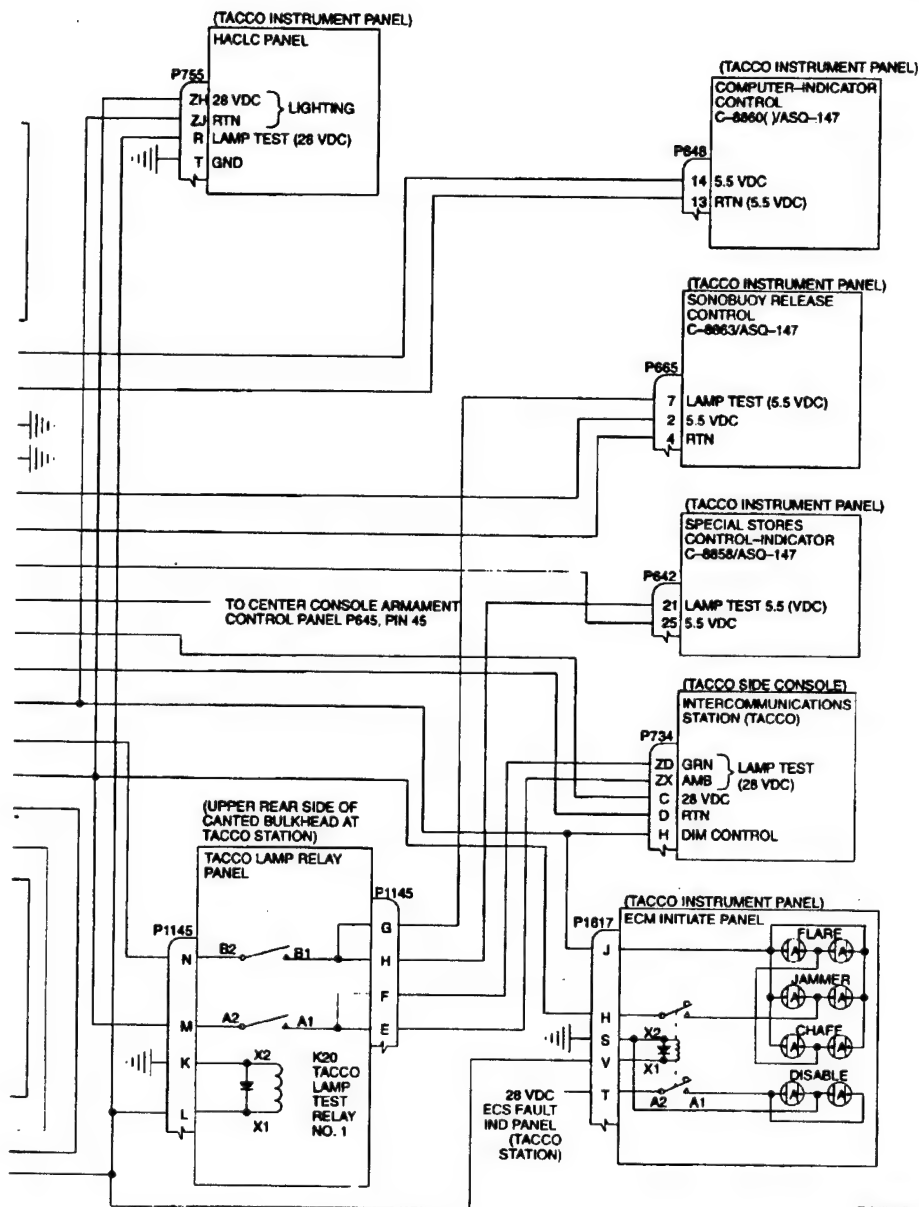 (TACCO INSTRUMENT PANEL)
HACLC PANEL
P755
ZH 28 VDC
ZJ RTN
LIGHTING
R LAMP TEST (28 VDC)
T GND
(TACCO INSTRUMENT PANEL)
COMPUTER–INDICATOR
CONTROL
C–8860( )/ASQ–147
P648
14 5.5 VDC
13 RTN (5.5 VDC)
(TACCO INSTRUMENT PANEL)
SONOBUOY RELEASE
CONTROL
C–8863/ASQ–147
P665
7 LAMP TEST (5.5 VDC)
2 5.5 VDC
4 RTN
(TACCO INSTRUMENT PANEL)
SPECIAL STORES
CONTROL–INDICATOR
C–8858/ASQ–147
P642
21 LAMP TEST 5.5 (VDC)
25 5.5 VDC
TO CENTER CONSOLE ARMAMENT
CONTROL PANEL P645, PIN 45
(TACCO SIDE CONSOLE)
INTERCOMMUNICATIONS
STATION (TACCO)
P734
ZD GRN
ZX AMB
LAMP TEST
(28 VDC)
C 28 VDC
D RTN
H DIM CONTROL
(UPPER REAR SIDE OF
CANTED BULKHEAD AT
TACCO STATION)
TACCO LAMP RELAY
PANEL
P1145
P1145
N B2 B1
G
H
F
M A2 A1
E
K X2
L X1
K20
TACCO
LAMP
TEST
RELAY
NO. 1
(TACCO INSTRUMENT PANEL)
ECM INITIATE PANEL
P1617
J
H
S X2
V X1
T A2 A1
FLARE
A A
JAMMER
A A
CHAFF
A A
DISABLE
A A
28 VDC
ECS FAULT
IND PANEL
(TACCO
STATION)